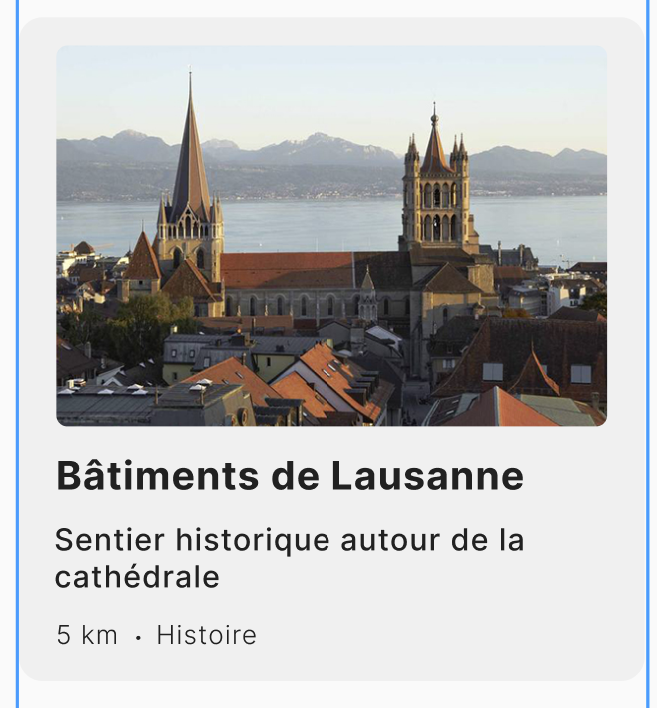 Bâtiments de Lausanne
Sentier historique autour de la
cathédrale
5 km • Histoire